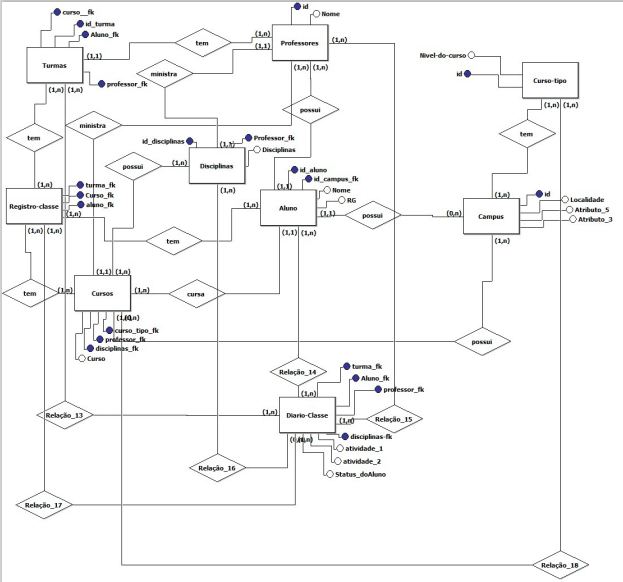 curso__fk
id_turma
Aluno_fk
Turmas
(1,1)
(1,n)
(1,n)
professor_fk
tem
id
Nome
(1,n)
(1,1)
Professores
(1,n)
(1,n)
(1,n)
Nivel-do-curso
id
Curso-tipo
(1,n)
(1,n)
ministra
ministra
possui
tem
tem
possui
id_disciplinas
Professor_fk
Disciplinas
(1,n)
Disciplinas
(1,n)
id_aluno
id_campus_fk
Nome
RG
(1,1)
Aluno
(1,n)
(1,1)
(1,1)
(1,n)
possui
(0,n)
(1,n)
Campus
(1,n)
id
Localidade
Atributo_5
Atributo_3
(1,n)
Registro-classe
turma_fk
Curso_fk
aluno_fk
(1,n)
(1,n)
(1,n)
tem
tem
(1,n)
(1,1)
(1,n)
Cursos
(1,n)
cursa
curso_tipo_fk
professor_fk
disciplinas_fk
Curso
possui
Relação_14
turma_fk
Aluno_fk
professor_fk
(1,n)
(1,n)
Diario-Classe
Relação_13
Relação_15
disciplinas-fk
atividade_1
atividade_2
Status_doAluno
Relação_16
Relação_17
Relação_18